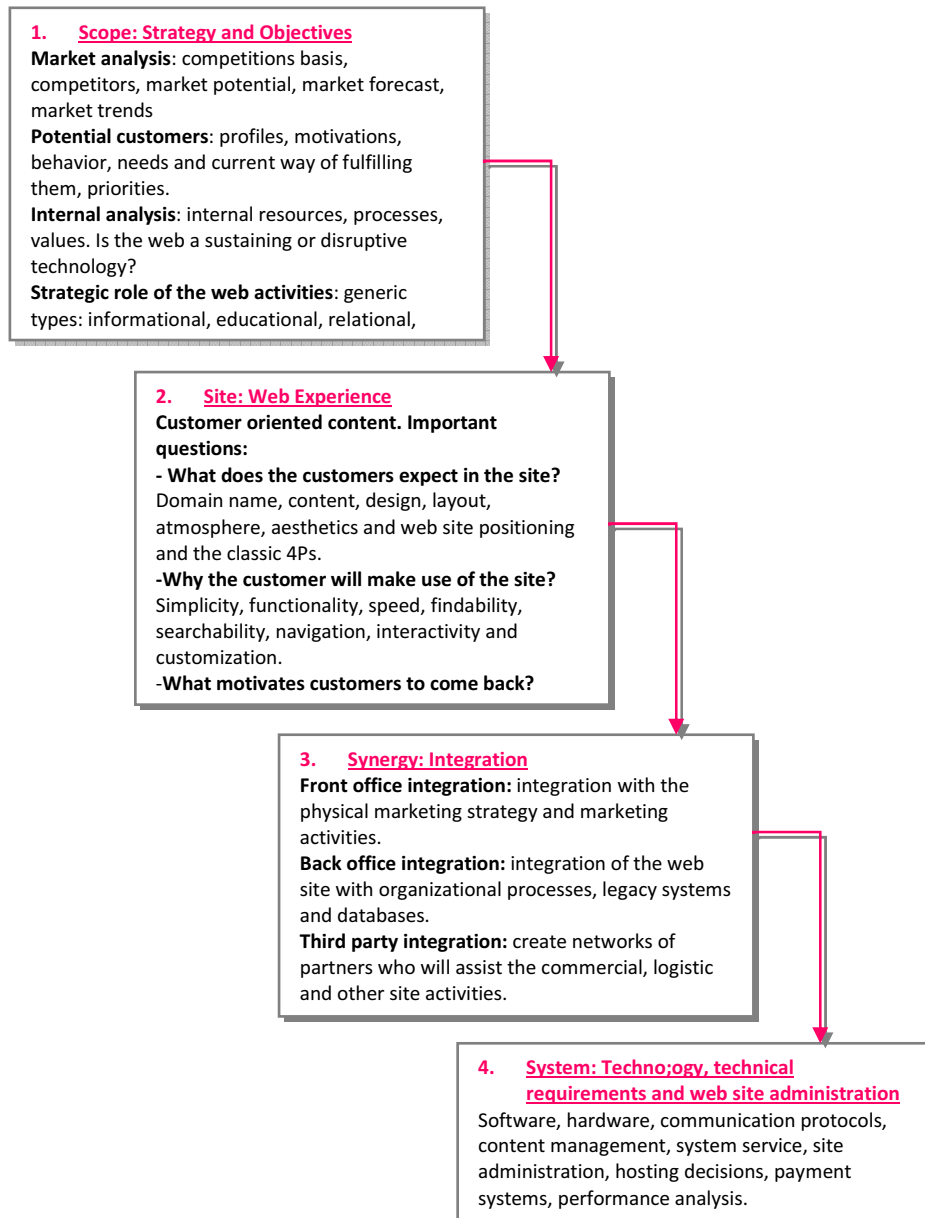 1. Scope: Strategy and Objectives
Market analysis: competitions basis,
competitors, market potential, market forecast,
market trends
Potential customers: profiles, motivations,
behavior, needs and current way of fulfilling
them, priorities.
Internal analysis: internal resources, processes,
values. Is the web a sustaining or disruptive
technology?
Strategic role of the web activities: generic
types: informational, educational, relational,
2. Site: Web Experience
Customer oriented content. Important
questions:
- What does the customers expect in the site?
Domain name, content, design, layout,
atmosphere, aesthetics and web site positioning
and the classic 4Ps.
-Why the customer will make use of the site?
Simplicity, functionality, speed, findability,
searchability, navigation, interactivity and
customization.
-What motivates customers to come back?
3. Synergy: Integration
Front office integration: integration with the
physical marketing strategy and marketing
activities.
Back office integration: integration of the web
site with organizational processes, legacy systems
and databases.
Third party integration: create networks of
partners who will assist the commercial, logistic
and other site activities.
4. System: Techno;ogy, technical
requirements and web site administration
Software, hardware, communication protocols,
content management, system service, site
administration, hosting decisions, payment
systems, performance analysis.